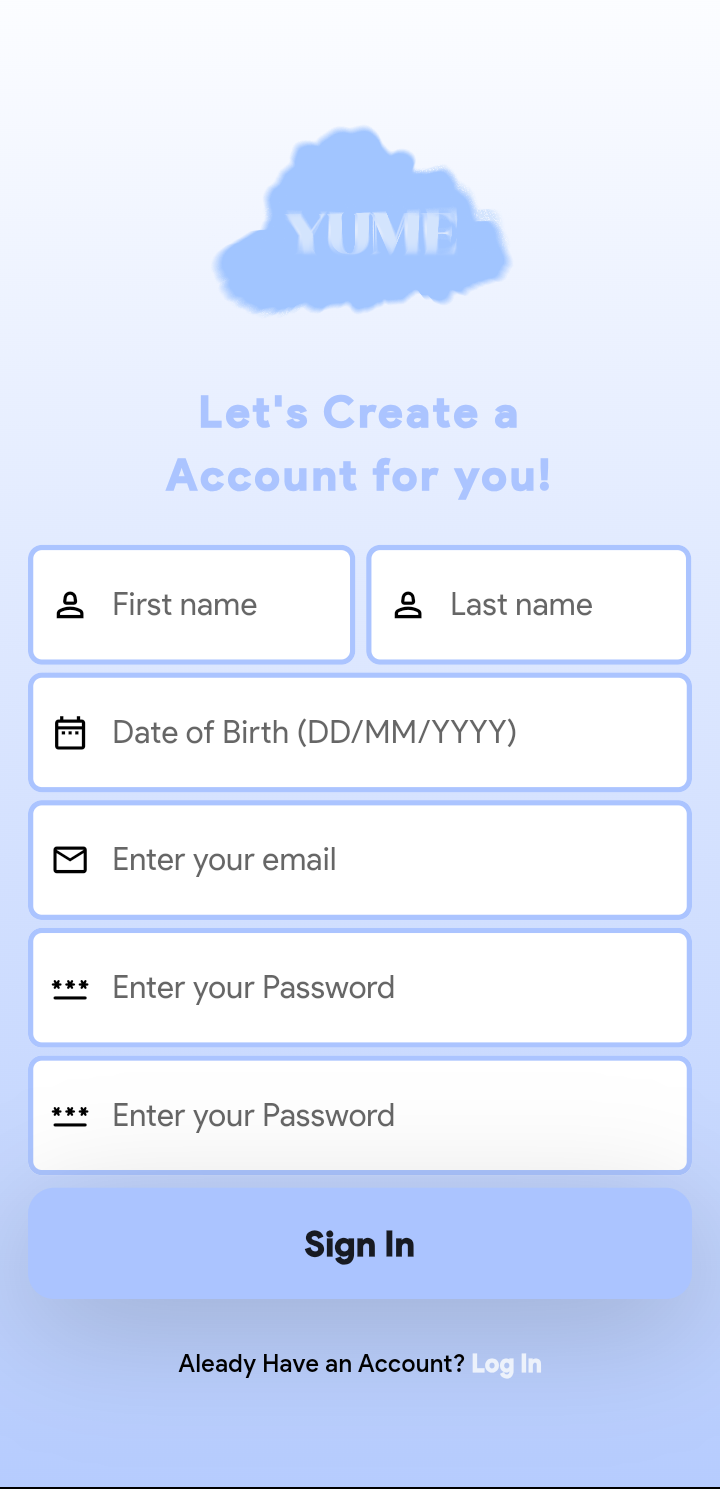 YUME
Let's Create a
Account for you!
First name
Last name
Date of Birth (DD/MM/YYYY)
Enter your email
*** Enter your Password
*** Enter your Password
Sign In
Aleady Have an Account? Log In